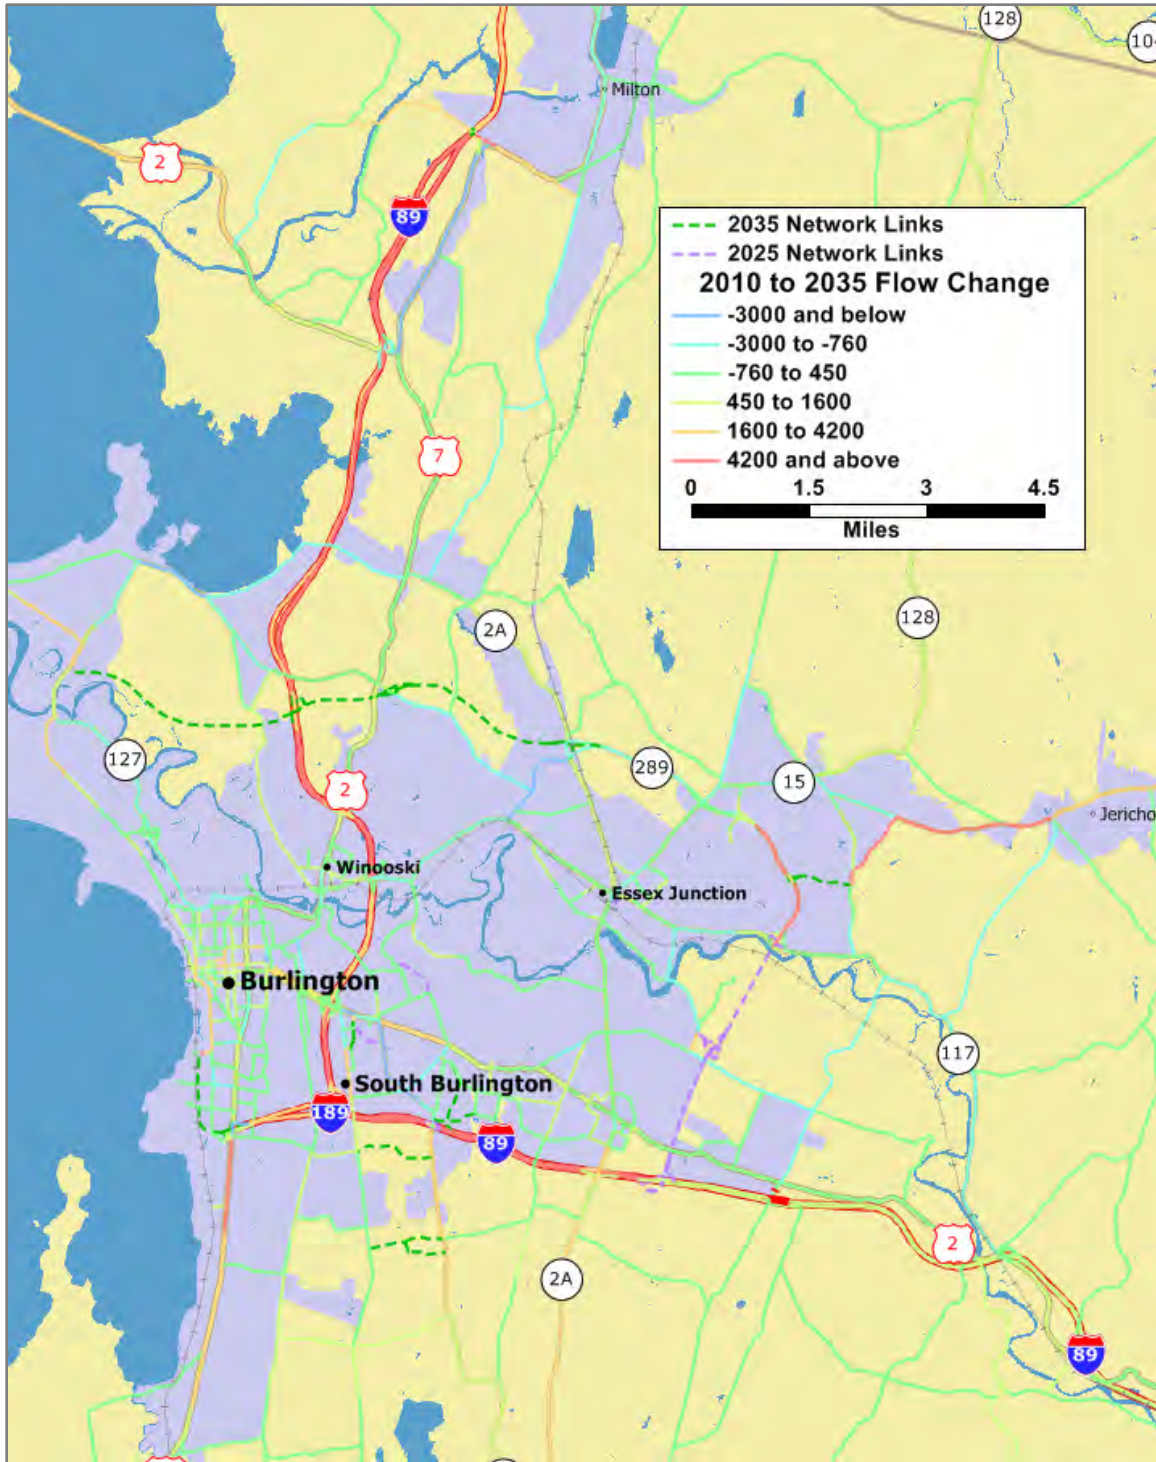 128
104
Milton
2
89
2035 Network Links
2025 Network Links
2010 to 2035 Flow Change
-3000 and below
-3000 to -760
-760 to 450
450 to 1600
1600 to 4200
4200 and above
0 1.5 3 4.5
Miles
7
2A
128
127
289
15
2
Jericho
Winooski
Essex Junction
Burlington
117
South Burlington
189
89
2
2A
89